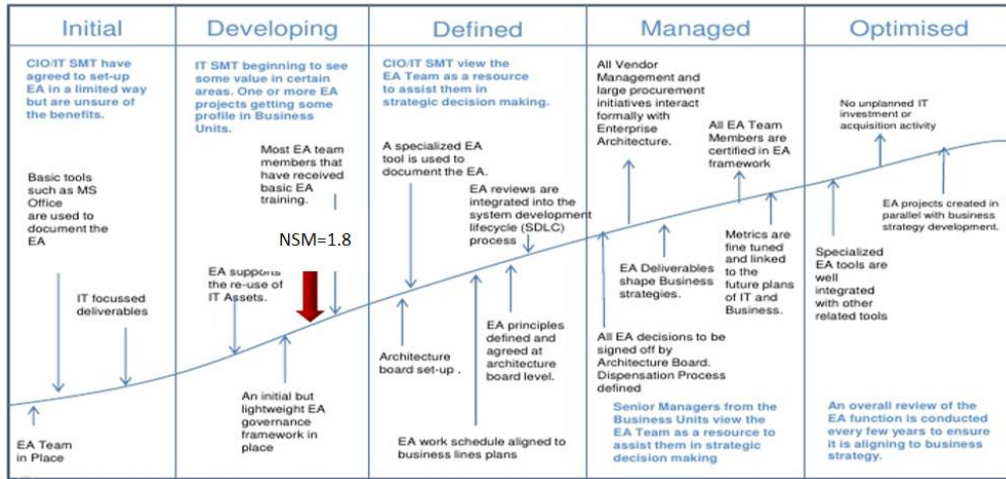 Initial
Developing
Defined
Managed
Optimised
CIO/IT SMT have
agreed to set-up
EA in a limited way
but are unsure of
the benefits.
Basic tools
such as MS
Office
are used to
document the
EA
IT focussed
deliverables
EA Team
in Place
IT SMT beginning to see
some value in certain
areas. One or more EA
projects getting some
profile in Business
Units.
Most EA team
members that
have received
basic EA
training.
NSM=1.8
EA supports
the re-use of
IT Assets.
An initial but
lightweight EA
governance
framework in
place
CIO/IT SMT view the
EA Team as a resource
to assist them in
strategic decision making.
A specialized EA
tool is used to
document the EA.
EA reviews are
integrated into the
system development
lifecycle (SDLC)
process
Architecture
board set-up .
EA principles
defined and
agreed at
architecture
board level.
EA work schedule aligned to
business lines plans
All Vendor
Management and
large procurement
initiatives interact
formally with
Enterprise
Architecture.
All EA Team
Members are
certified in EA
framework
EA Deliverables
shape Business
strategies.
Metrics are
fine tuned
and linked
to the
future plans
of IT and
Business.
All EA decisions to be
signed off by
Architecture Board.
Dispensation Process
defined
Senior Managers from the
Business Units view the
EA Team as a resource to
assist them in strategic
decision making
No unplanned IT
investment or
acquisition activity
EA projects created in
parallel with business
strategy development.
Specialized
EA tools are
well
integrated
with other
related tools
An overall review of the
EA function is conducted
every few years to ensure
it is aligning to business
strategy.